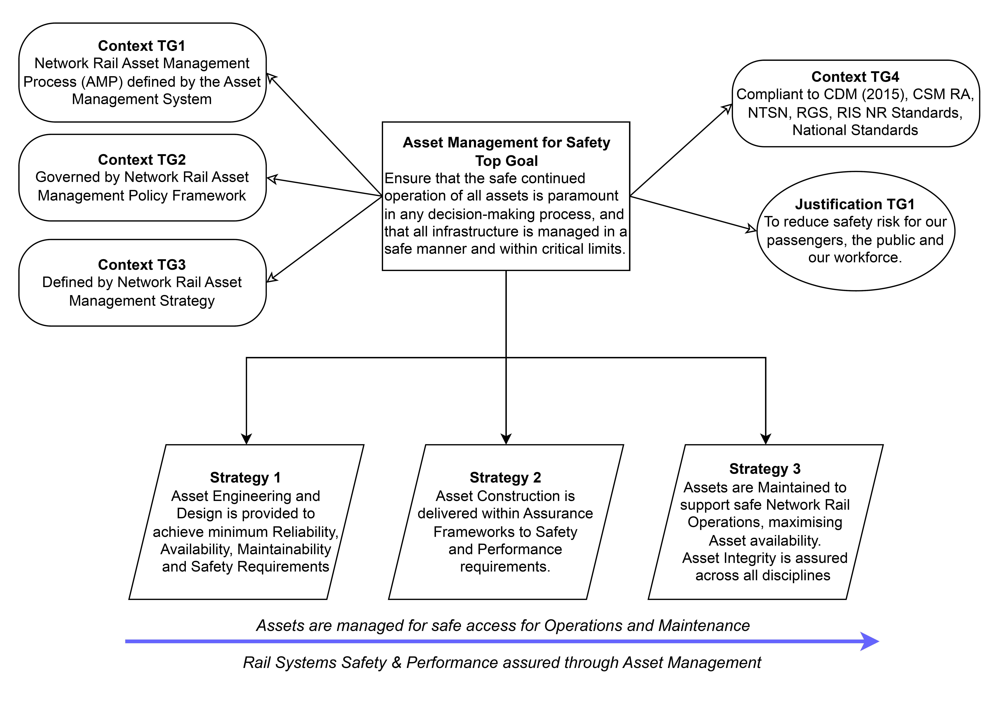 Context TG1
Network Rail Asset Management
Process (AMP) defined by the Asset
Management System
Context TG2
Governed by Network Rail Asset
Management Policy Framework
Context TG3
Defined by Network Rail Asset
Management Strategy
Asset Management for Safety
Top Goal
Ensure that the safe continued
operation of all assets is paramount
in any decision-making process, and
that all infrastructure is managed in a
safe manner and within critical limits.
Context TG4
Compliant to CDM (2015), CSM RA,
NTSN, RGS, RIS NR Standards,
National Standards
Justification TG1
To reduce safety risk for our
passengers, the public and
our workforce.
Strategy 1
Asset Engineering and
Design is provided to
achieve minimum Reliability,
Availability, Maintainability
and Safety Requirements
Strategy 2
Asset Construction is
delivered within Assurance
Frameworks to Safety
and Performance
requirements.
Strategy 3
Assets are Maintained to
support safe Network Rail
Operations, maximising
Asset availability.
Asset Integrity is assured
across all disciplines
Assets are managed for safe access for Operations and Maintenance
Rail Systems Safety & Performance assured through Asset Management